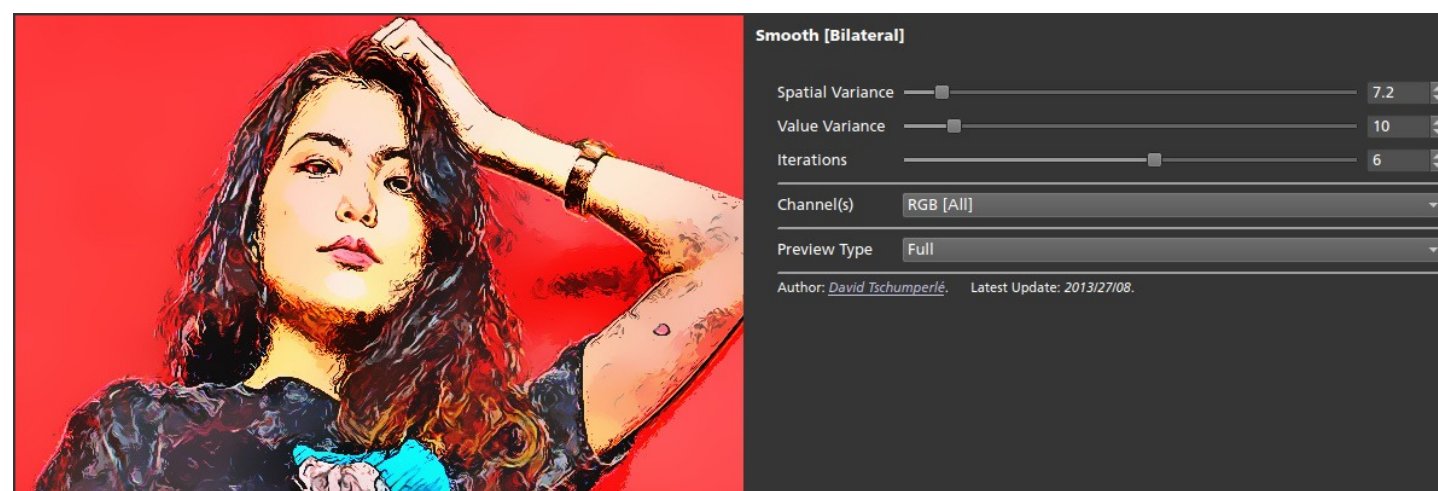 Smooth [Bilateral]
Spatial Variance 7.2
Value Variance 10
Iterations 6
Channel(s) RGB [All]
Preview Type Full
Author: David Tschumperlé. Latest Update: 2013/27/08.